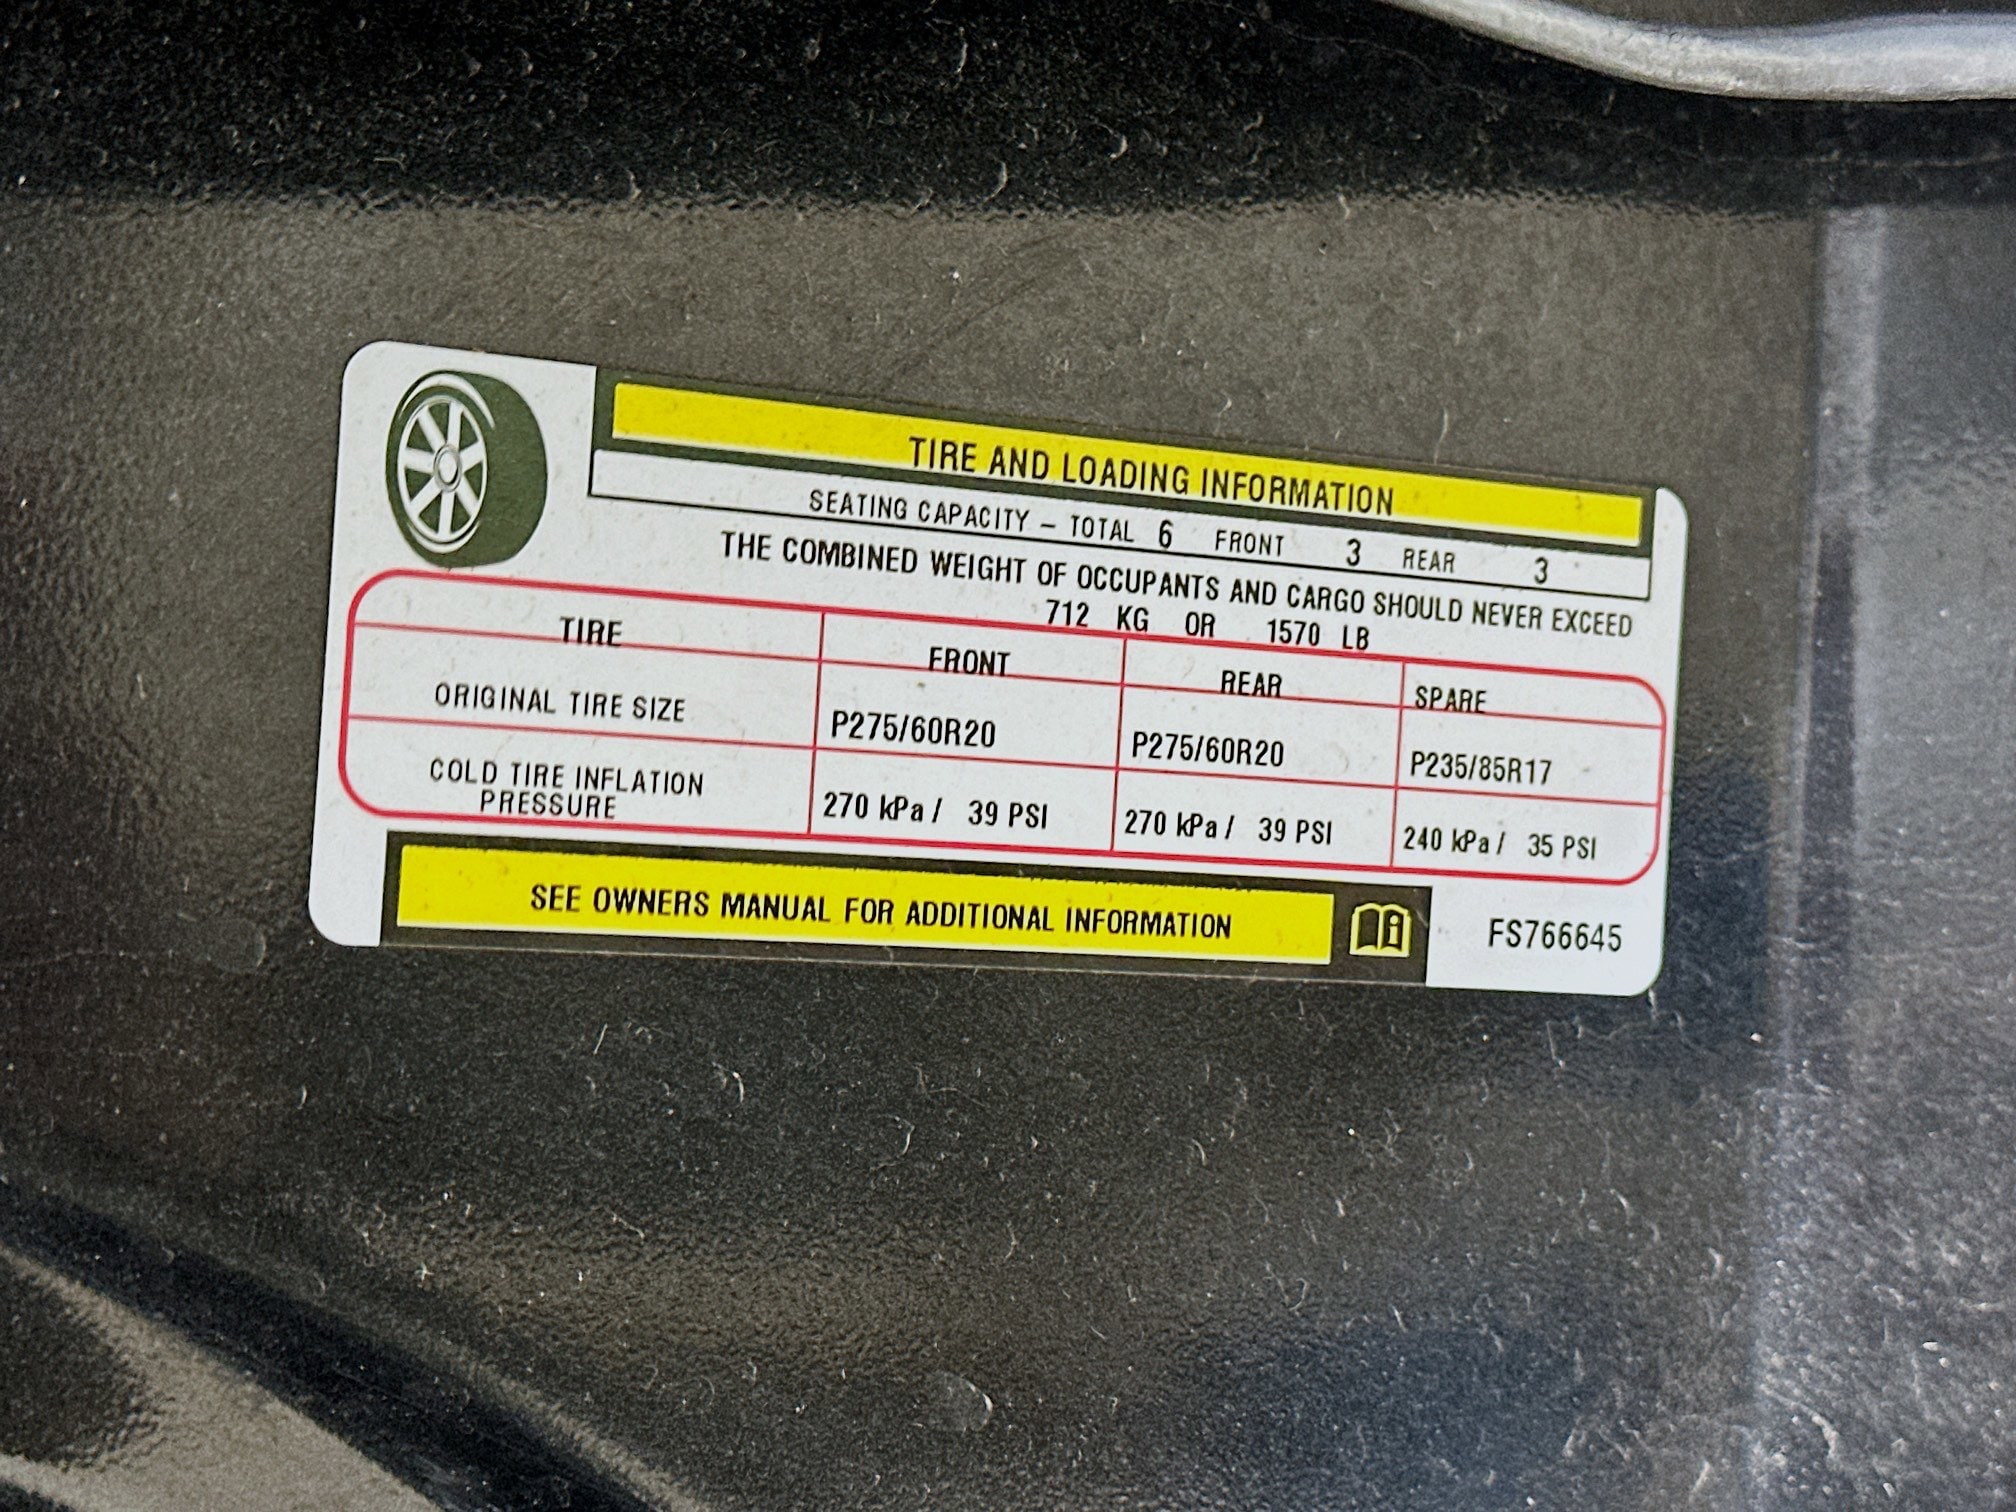 TIRE AND LOADING INFORMATION
SEATING CAPACITY – TOTAL 6 FRONT 3 REAR 3
THE COMBINED WEIGHT OF OCCUPANTS AND CARGO SHOULD NEVER EXCEED
712 KG OR 1570 LB
TIRE FRONT REAR SPARE
ORIGINAL TIRE SIZE P275/60R20 P275/60R20 P235/85R17
COLD TIRE INFLATION
PRESSURE 270 kPa / 39 PSI 270 kPa / 39 PSI 240 kPa / 35 PSI
SEE OWNERS MANUAL FOR ADDITIONAL INFORMATION
FS766645